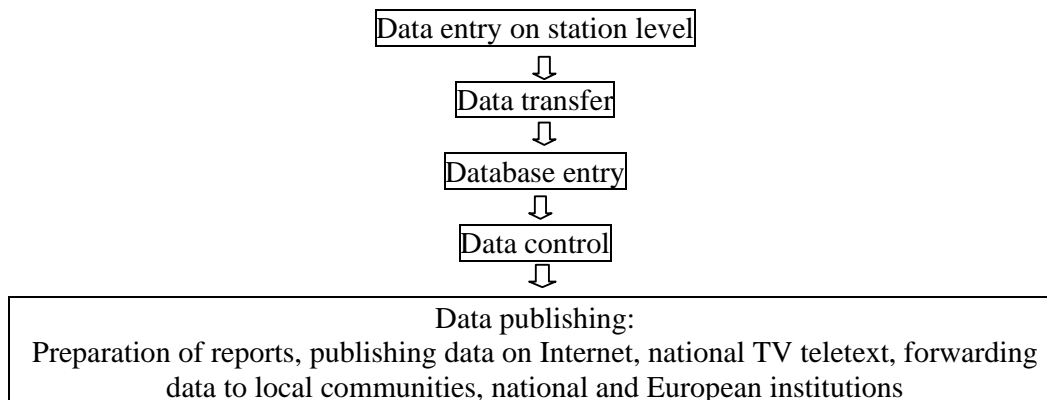 Data entry on station level
Data transfer
Database entry
Data control
Data publishing:
Preparation of reports, publishing data on Internet, national TV teletext, forwarding
data to local communities, national and European institutions